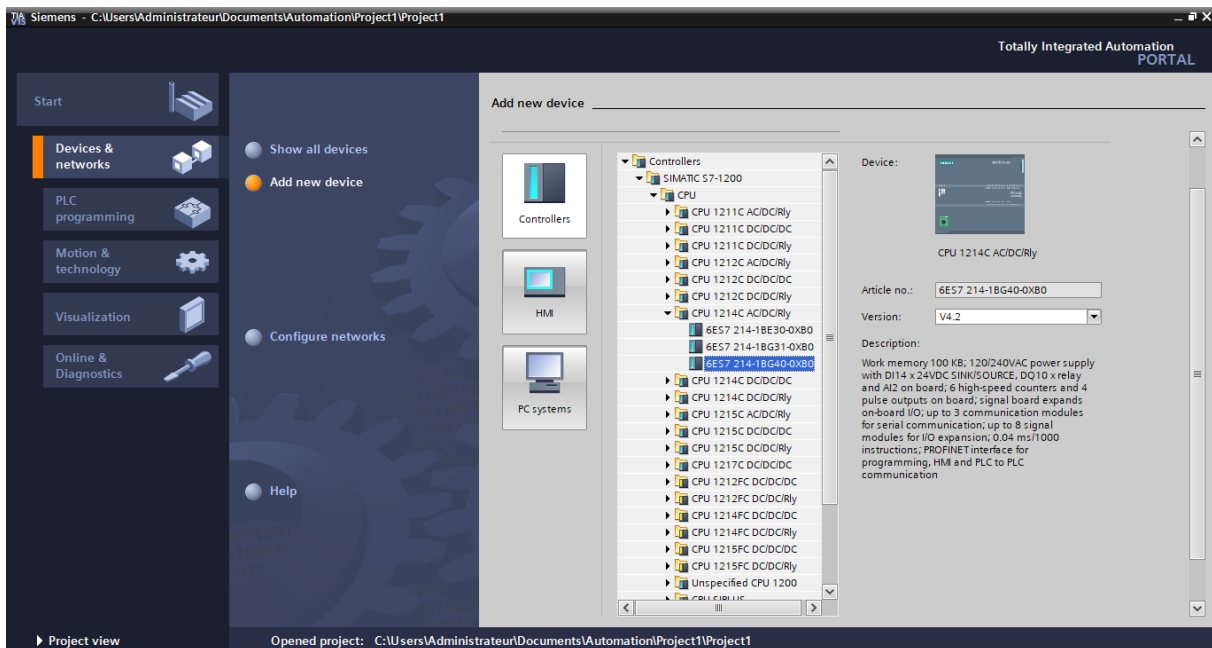 Siemens - C:\Users\Administrateur\Documents\Automation\Project1\Project1
Totally Integrated Automation
PORTAL
Start
Devices &
networks
PLC
programming
Motion &
technology
Visualization
Online &
Diagnostics
Show all devices
Add new device
Configure networks
Help
Add new device
Controllers
HMI
PC systems
Controllers
SIMATIC S7-1200
CPU
CPU 1211C AC/DC/Rly
CPU 1211C DC/DC/DC
CPU 1211C DC/DC/Rly
CPU 1212C AC/DC/Rly
CPU 1212C DC/DC/DC
CPU 1212C DC/DC/Rly
CPU 1214C AC/DC/Rly
6ES7 214-1BE30-0XB0
6ES7 214-1BG31-0XB0
6ES7 214-1BG40-0XB0
CPU 1214C DC/DC/DC
CPU 1214C DC/DC/Rly
CPU 1215C AC/DC/Rly
CPU 1215C DC/DC/DC
CPU 1215C DC/DC/Rly
CPU 1217C DC/DC/DC
CPU 1212FC DC/DC/DC
CPU 1212FC DC/DC/Rly
CPU 1214FC DC/DC/DC
CPU 1214FC DC/DC/Rly
CPU 1215FC DC/DC/DC
CPU 1215FC DC/DC/Rly
Unspecified CPU 1200
CPU SIPLUS
Device:
CPU 1214C AC/DC/Rly
Article no.: 6ES7 214-1BG40-0XB0
Version: V4.2
Description:
Work memory 100 KB; 120/240VAC power supply
with DI14 x 24VDC SINK/SOURCE, DQ10 x relay
and AI2 on board; 6 high-speed counters and 4
pulse outputs on board; signal board expands
on-board I/O; up to 3 communication modules
for serial communication; up to 8 signal
modules for I/O expansion; 0.04 ms/1000
instructions; PROFINET interface for
programming, HMI and PLC to PLC
communication
Project view
Opened project: C:\Users\Administrateur\Documents\Automation\Project1\Project1